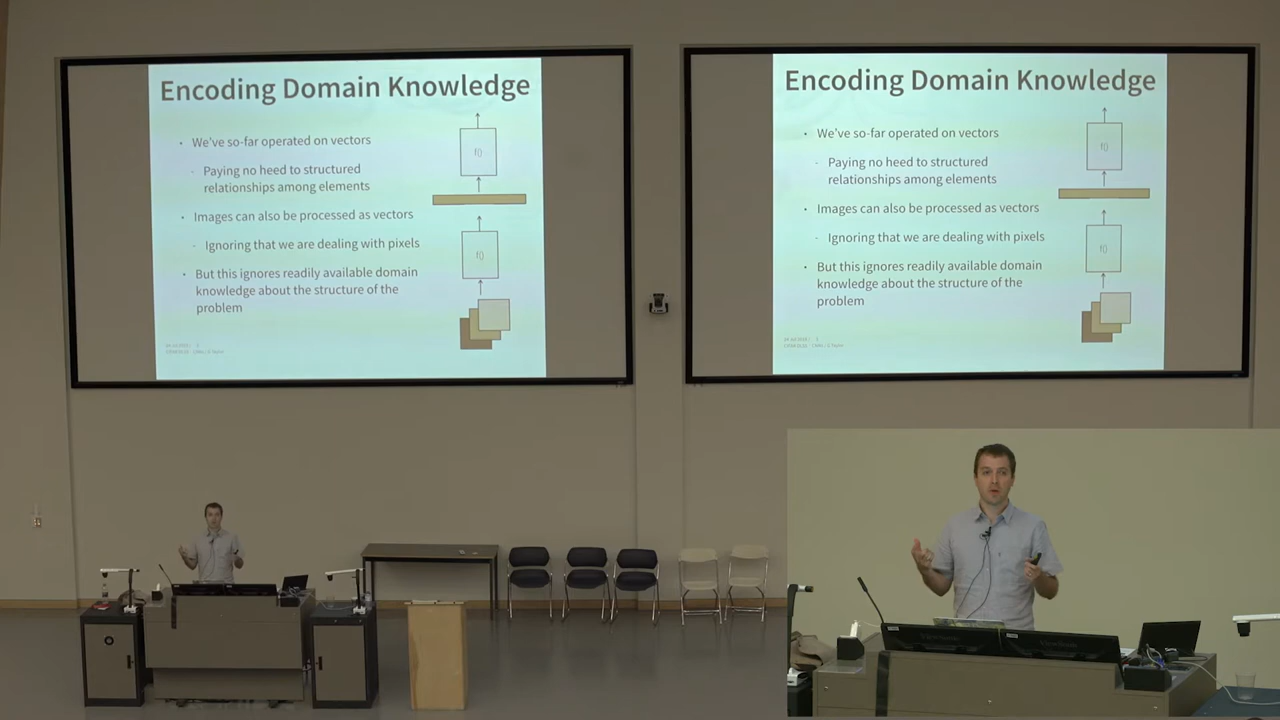 Encoding Domain Knowledge
· We've so-far operated on vectors
- Paying no heed to structured
relationships among elements
· Images can also be processed as vectors
- Ignoring that we are dealing with pixels
· But this ignores readily available domain
knowledge about the structure of the
problem
f()
f()
Encoding Domain Knowledge
· We've so-far operated on vectors
- Paying no heed to structured
relationships among elements
· Images can also be processed as vectors
- Ignoring that we are dealing with pixels
· But this ignores readily available domain
knowledge about the structure of the
problem
f()
f()